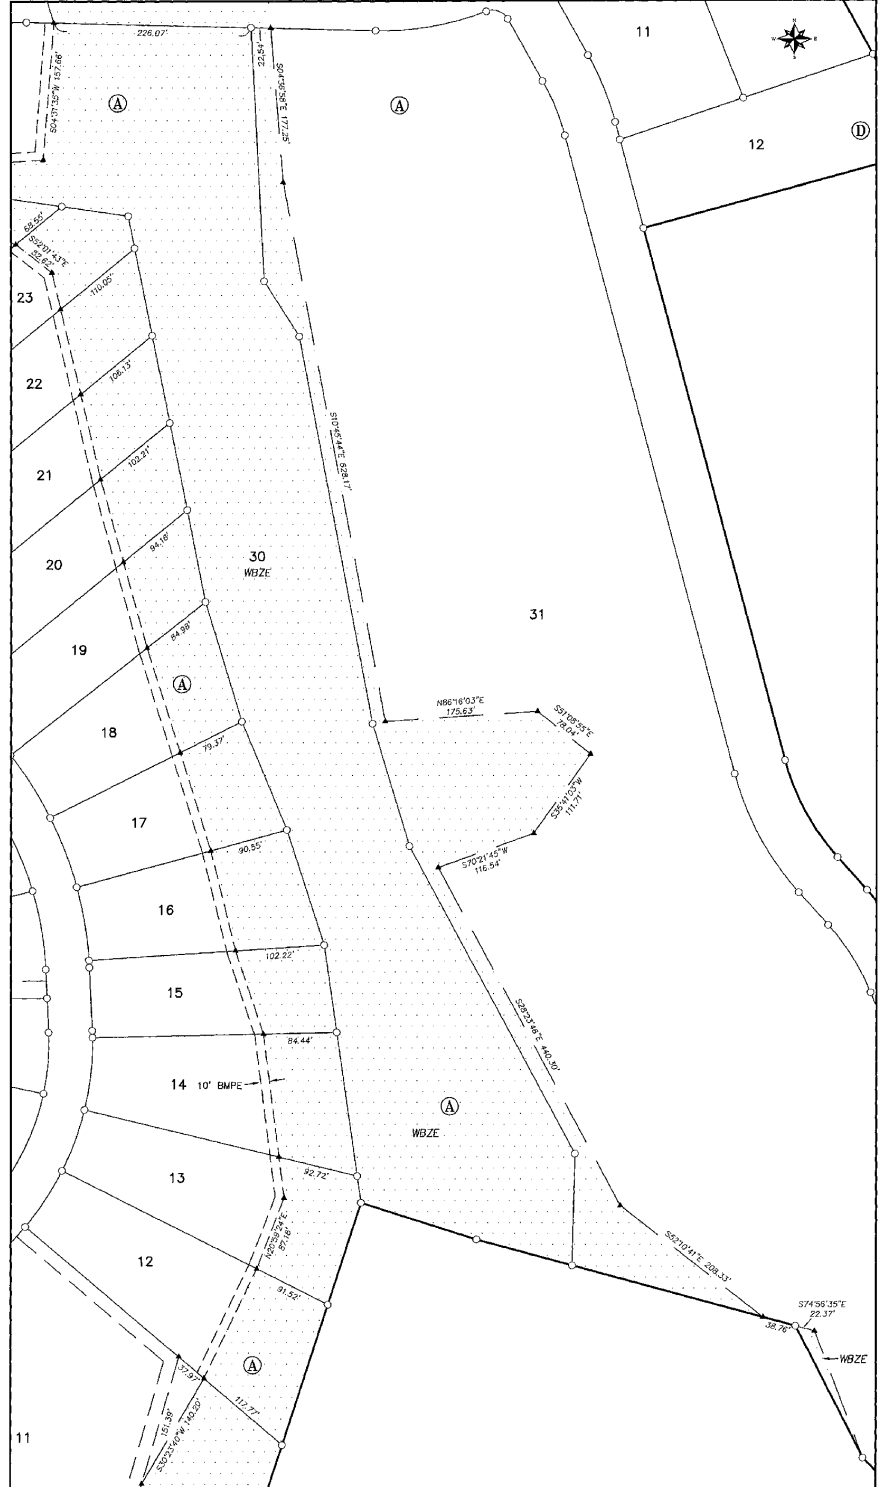 226.07'
22.54'
S04°31'35"W 157.66'
S04°36'58"E 177.25'
11
N
W E
S
A
A
D
12
68.55'
S52°01'43"E
82.62'
110.05'
23
22
106.13'
S10°45'44"E 628.17'
21
102.21'
20
94.16'
30
WBZE
31
19
84.98'
A
18
79.37'
N86°16'03"E
175.63'
S51°08'55"E
78.04'
S35°41'03"W
111.71'
S70°21'45"W
116.54'
17
90.55'
16
102.22'
15
84.44'
S28°23'46"E 440.30'
14
10' BMPE
A
WBZE
13
92.72'
N20°59'24"E
87.18'
12
91.52'
S52°10'41"E 208.33'
S74°56'35"E
22.37'
38.76'
WBZE
A
37.97'
117.77'
151.39'
S30°23'40"W 140.20'
11